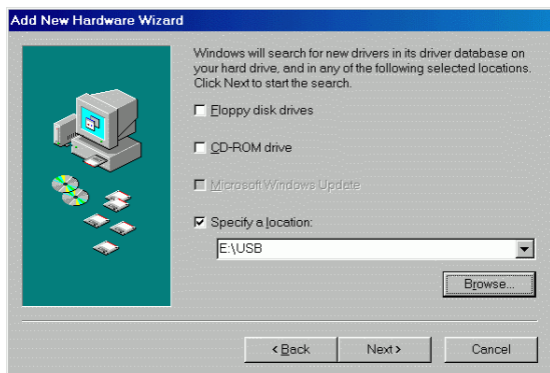 Add New Hardware Wizard
Windows will search for new drivers in its driver database on
your hard drive, and in any of the following selected locations.
Click Next to start the search.
Floppy disk drives
CD-ROM drive
Microsoft Windows Update
Specify a location:
E:\USB
Browse...
< Back
Next >
Cancel